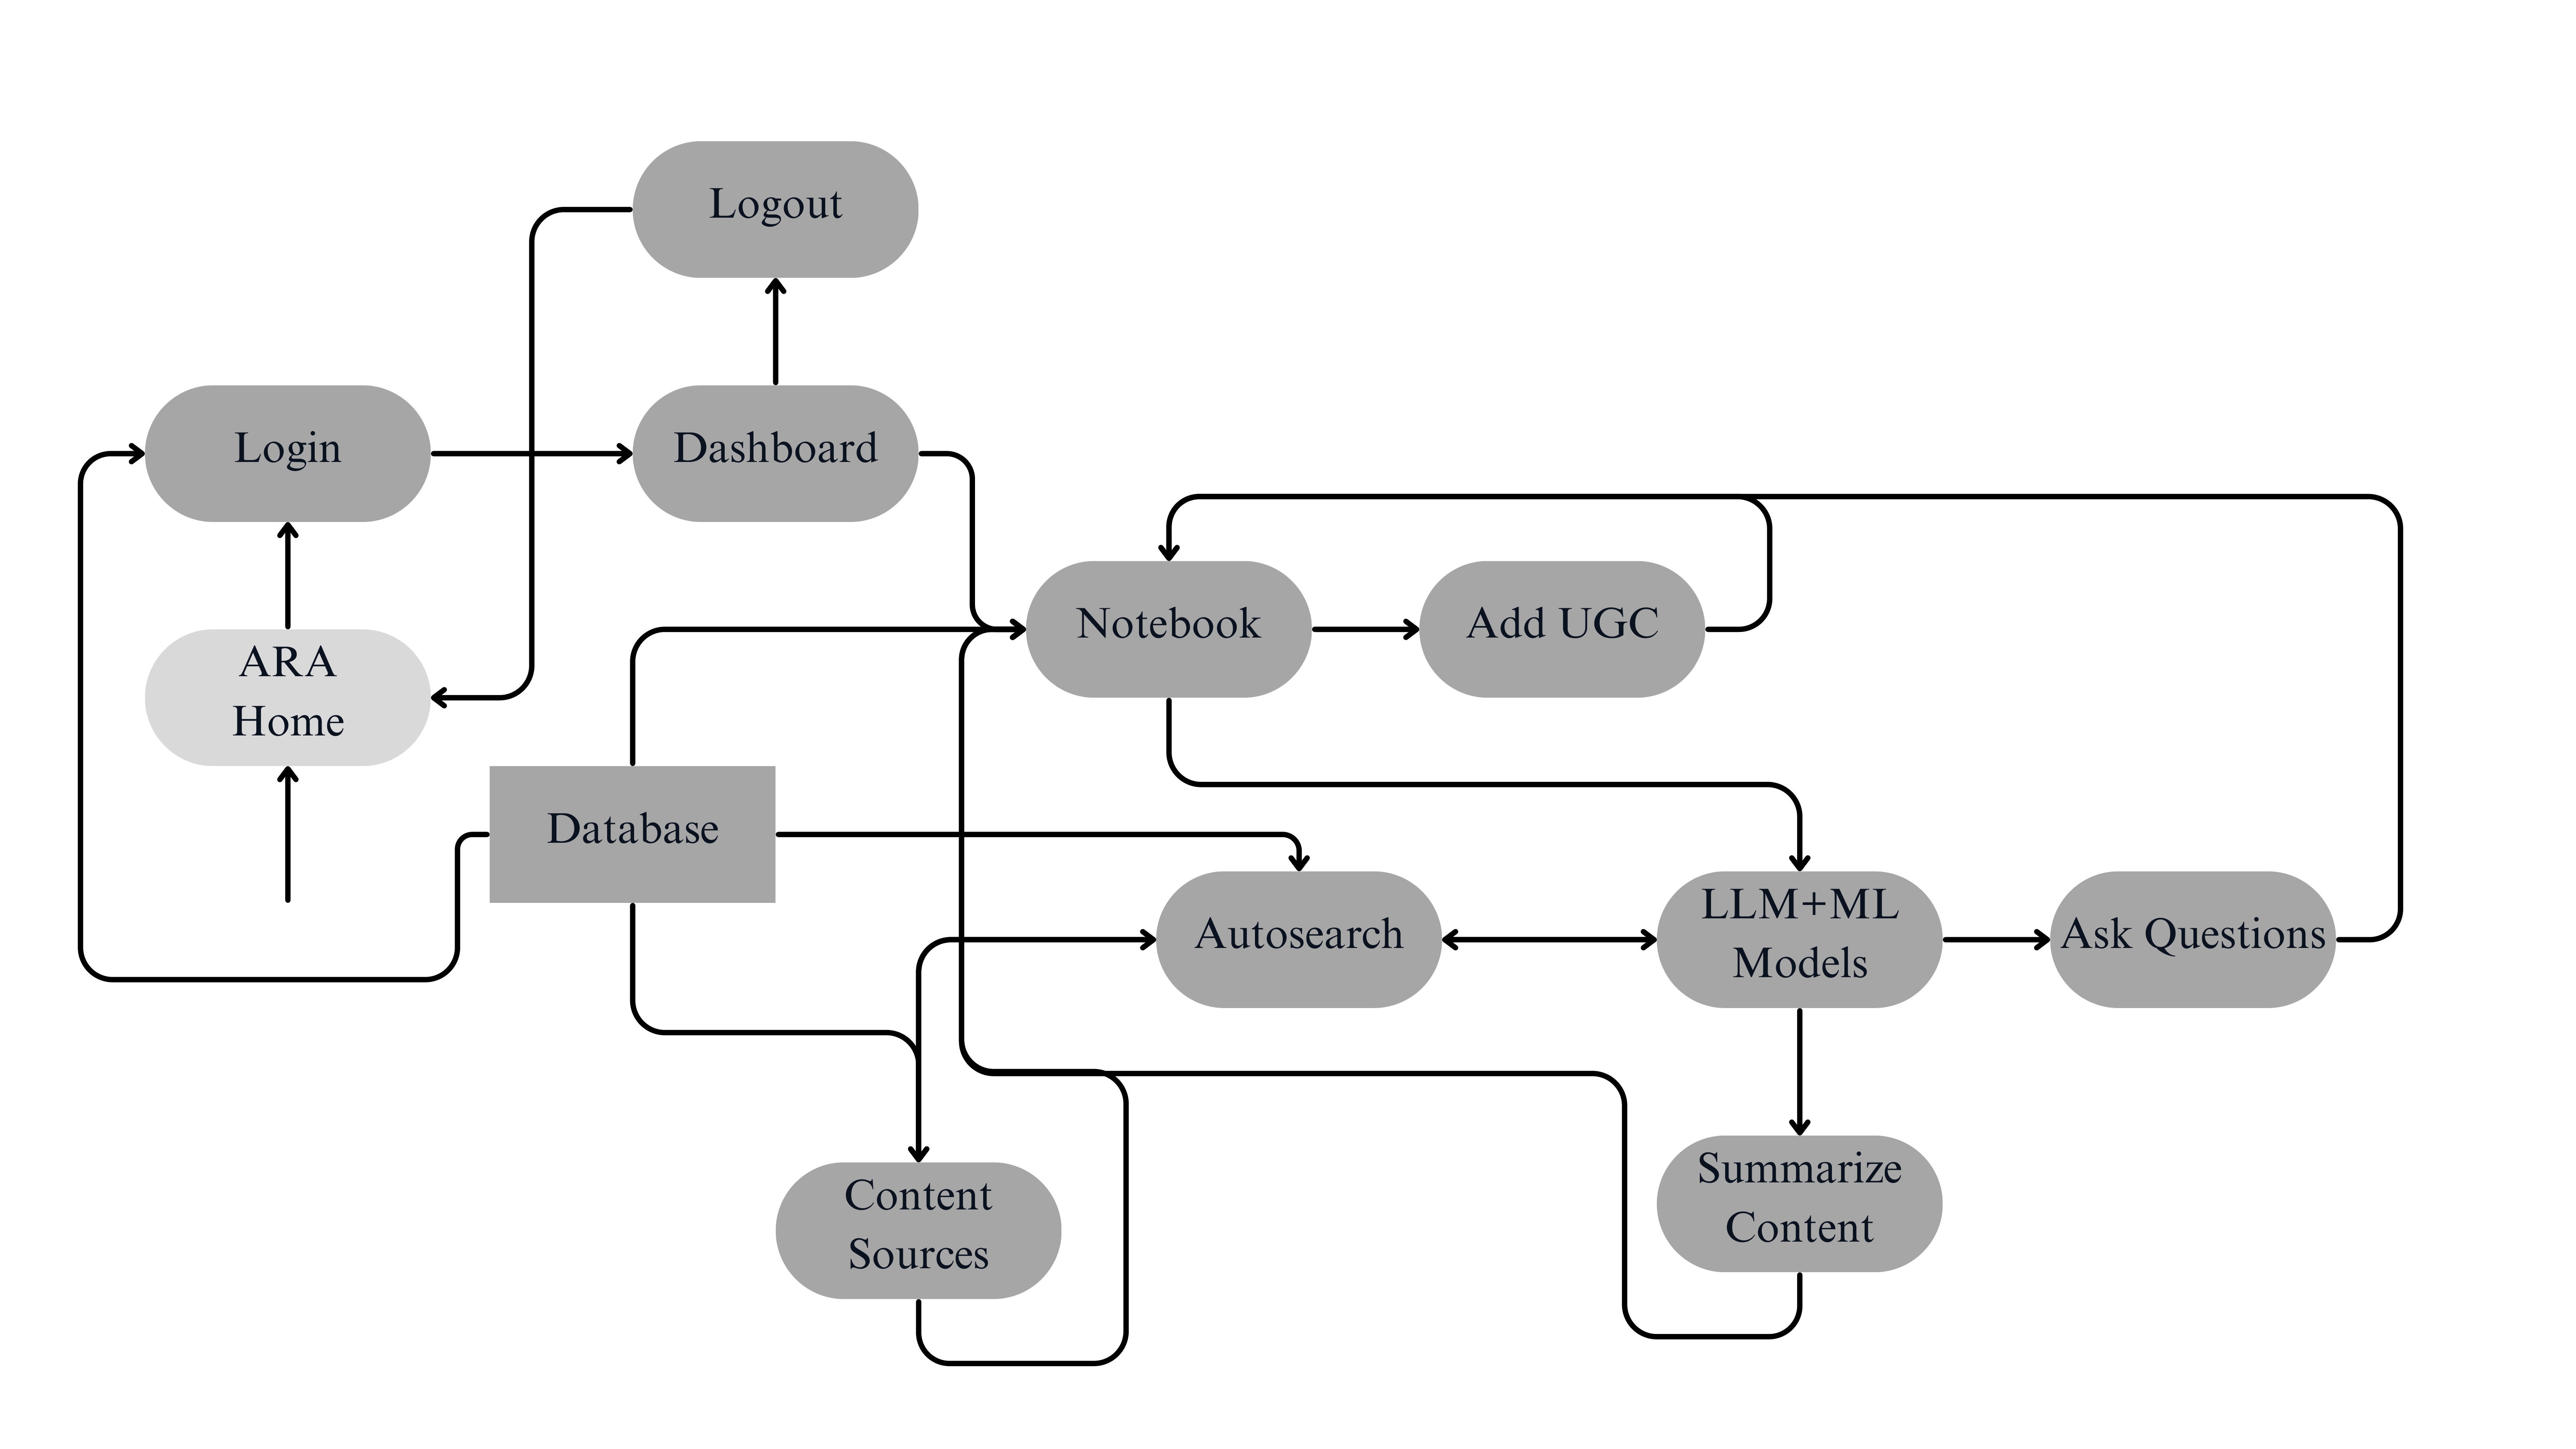 Logout
Login
Dashboard
Notebook
Add UGC
ARA
Home
Database
Autosearch
LLM+ML
Models
Ask Questions
Content
Sources
Summarize
Content